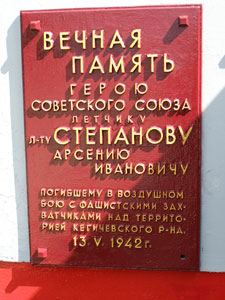 ВЕЧНАЯ
ПАМЯТЬ
ГЕРОЮ
СОВЕТСКОГО СОЮЗА
ЛЕТЧИКУ
Л-ТУ СТЕПАНОВУ
АРСЕНИЮ
ИВАНОВИЧУ
ПОГИБШЕМУ В ВОЗДУШНОМ
БОЮ С ФАШИСТСКИМИ ЗАХ-
ВАТЧИКАМИ НАД ТЕРРИТО-
РИЕЙ КЕГИЧЕВСКОГО Р-НА.
13. V. 1942 г.